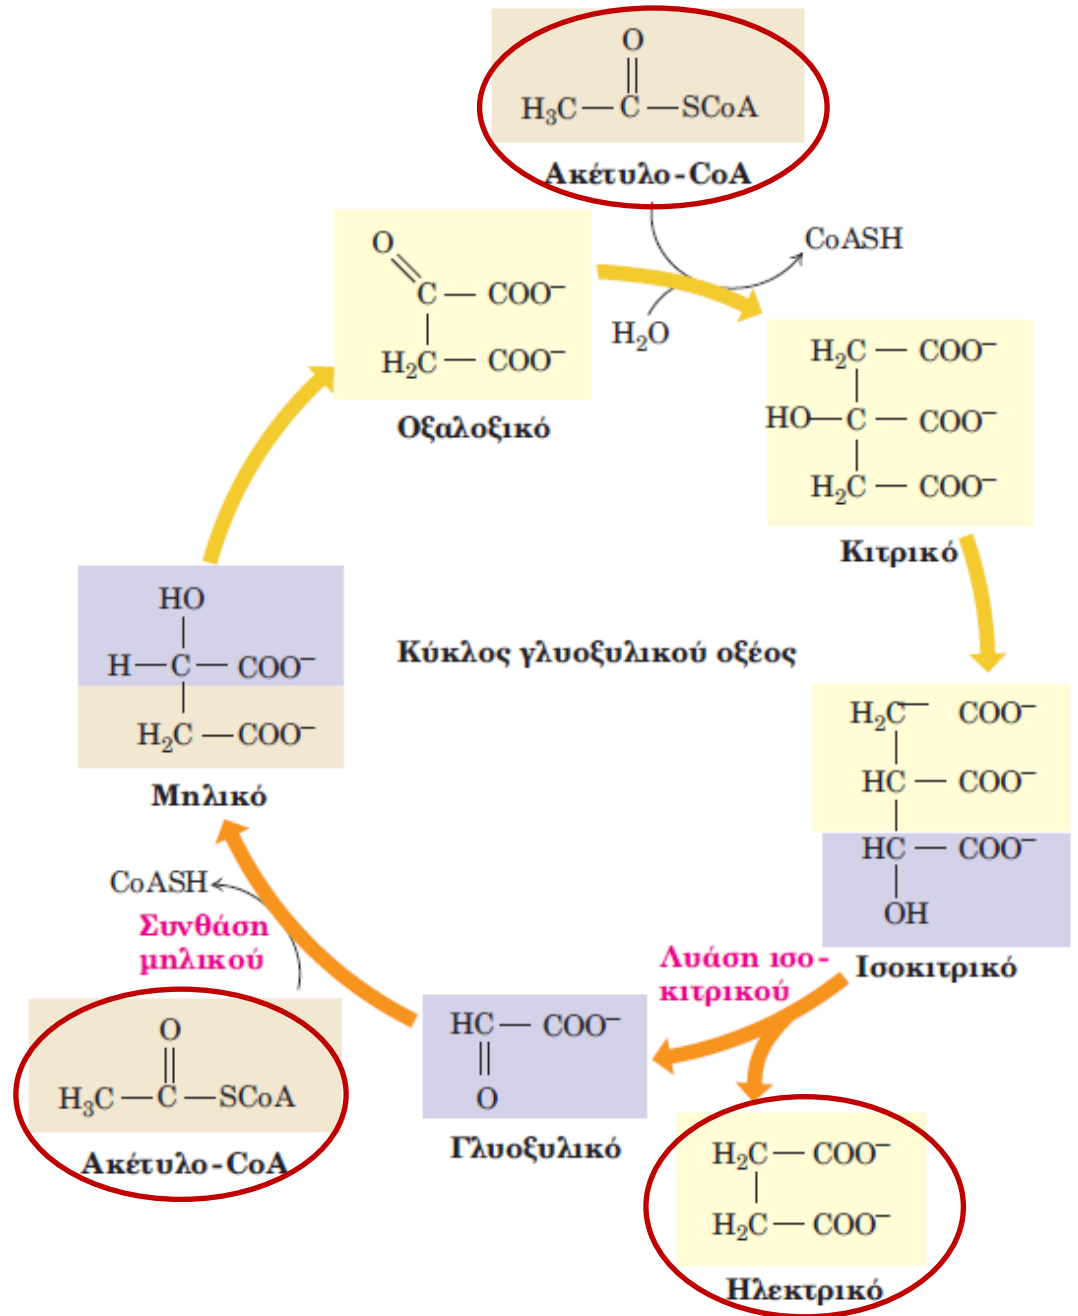 O
H₃C — C — SCoA
Ακέτυλο-CoA
CoASH
H₂O
O
C — COO⁻
H₂C — COO⁻
Οξαλοξικό
H₂C — COO⁻
HO — C — COO⁻
H₂C — COO⁻
Κιτρικό
HO
H — C — COO⁻
H₂C — COO⁻
Μηλικό
Κύκλος γλυοξυλικού οξέος
H₂C — COO⁻
HC — COO⁻
HC — COO⁻
OH
Ισοκιτρικό
CoASH
Συνθάση
μηλικού
Λυάση ισο-
κιτρικού
O
H₃C — C — SCoA
Ακέτυλο-CoA
HC — COO⁻
O
Γλυοξυλικό
H₂C — COO⁻
H₂C — COO⁻
Ηλεκτρικό